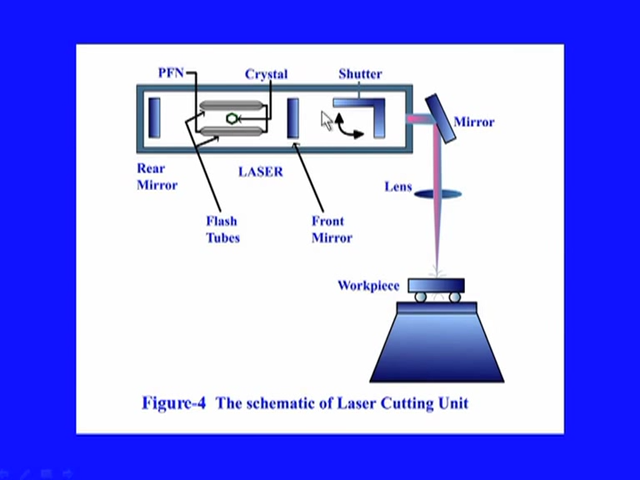 PFN
Crystal
Shutter
Mirror
Rear
Mirror
LASER
Lens
Flash
Tubes
Front
Mirror
Workpiece
Figure-4 The schematic of Laser Cutting Unit